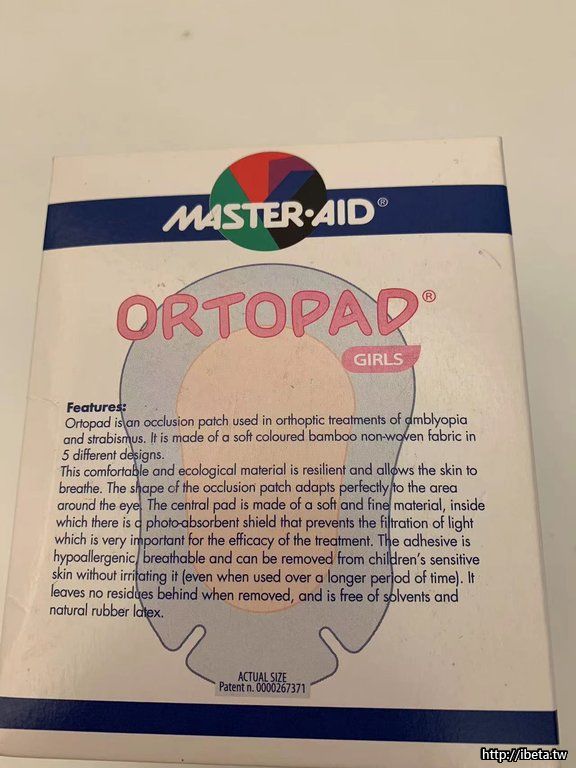 MASTER•AID®
ORTOPAD®
GIRLS
Features:
Ortopad is an occlusion patch used in orthoptic treatments of amblyopia
and strabismus. It is made of a soft coloured bamboo non-woven fabric in
5 different designs.
This comfortable and ecological material is resilient and allows the skin to
breathe. The shape of the occlusion patch adapts perfectly to the area
around the eye. The central pad is made of a soft and fine material, inside
which there is a photo-absorbent shield that prevents the filtration of light
which is very important for the efficacy of the treatment. The adhesive is
hypoallergenic, breathable and can be removed from children's sensitive
skin without irritating it (even when used over a longer period of time). It
leaves no residues behind when removed, and is free of solvents and
natural rubber latex.
ACTUAL SIZE
Patent n. 0000267371
http://ibeta.tw